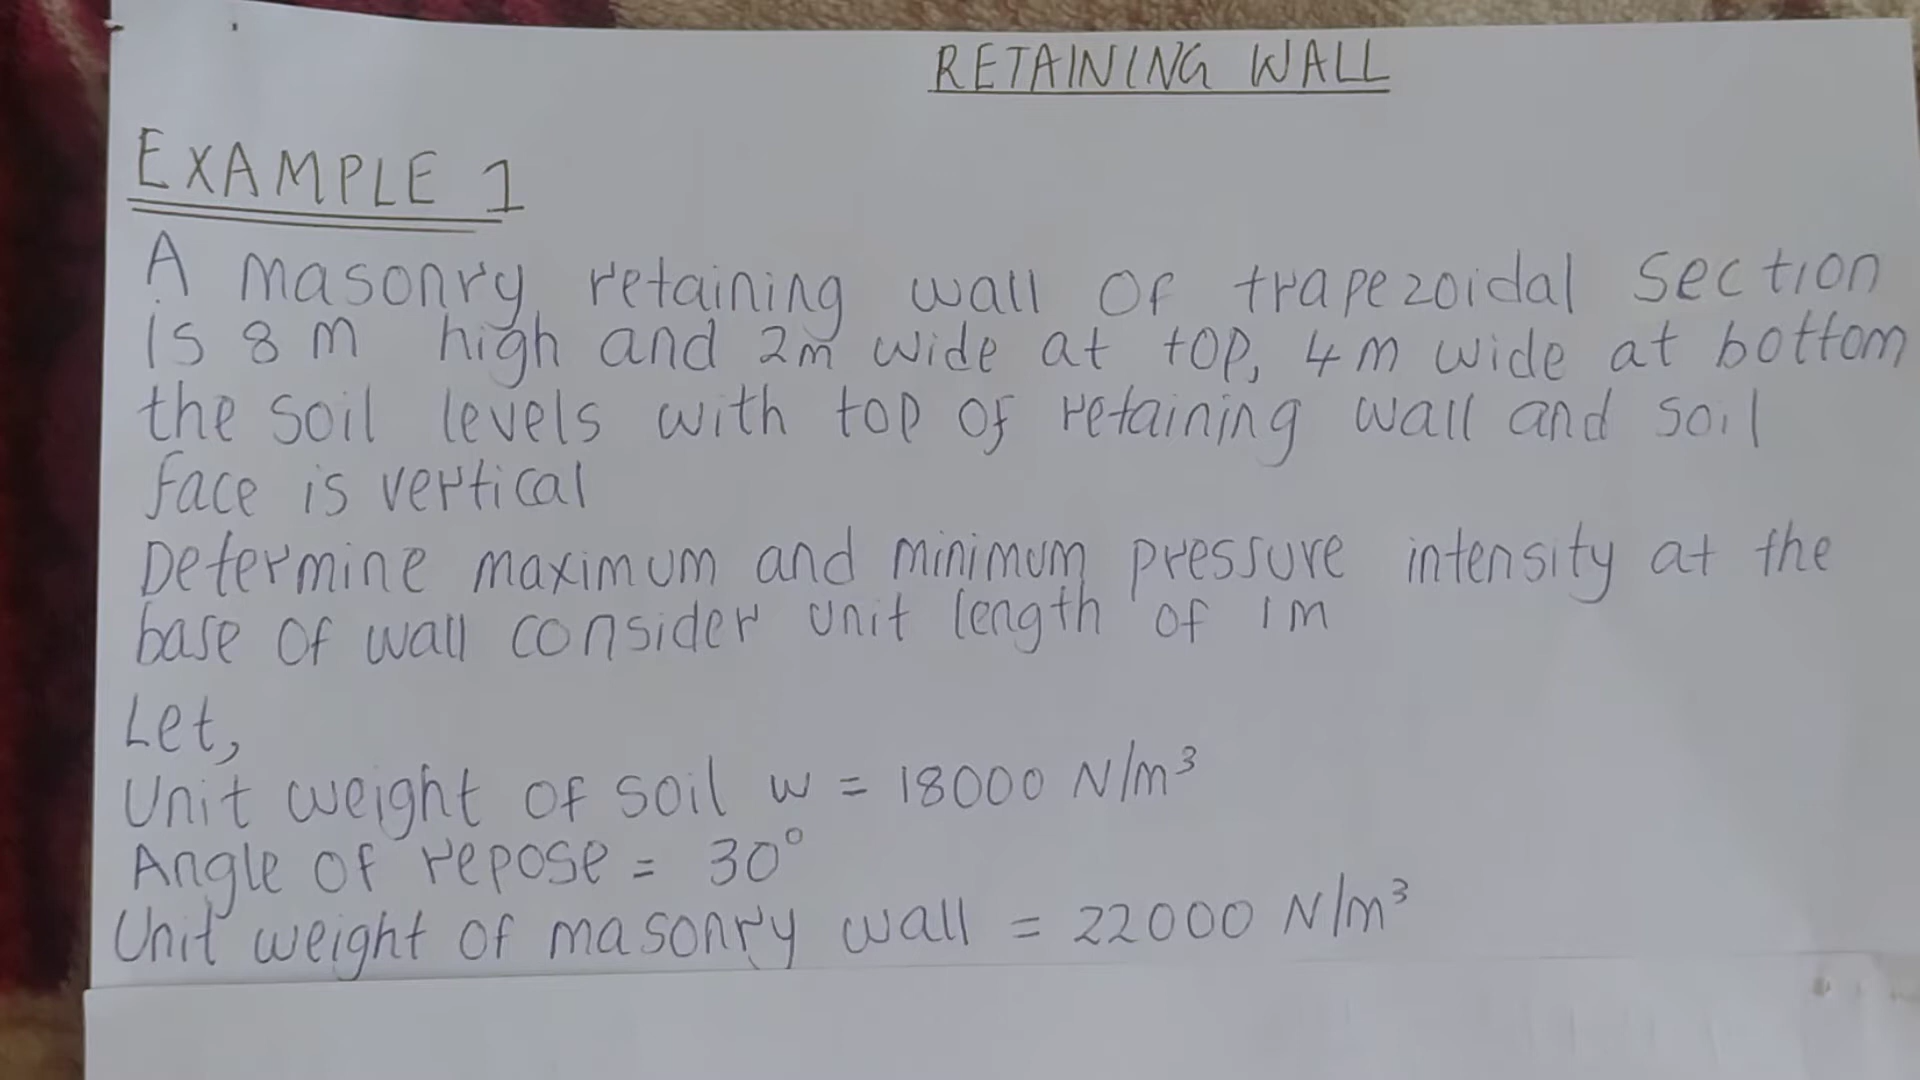 RETAINING WALL
EXAMPLE 1
A masonry retaining wall of trapezoidal section
is 8 m high and 2m wide at top, 4 m wide at bottom
the soil levels with top of retaining wall and soil
face is vertical
Determine maximum and minimum pressure intensity at the
base of wall consider unit length of 1 m
Let,
Unit weight of soil w = 18000 N/m³
Angle of repose = 30°
Unit weight of masonry wall = 22000 N/m³